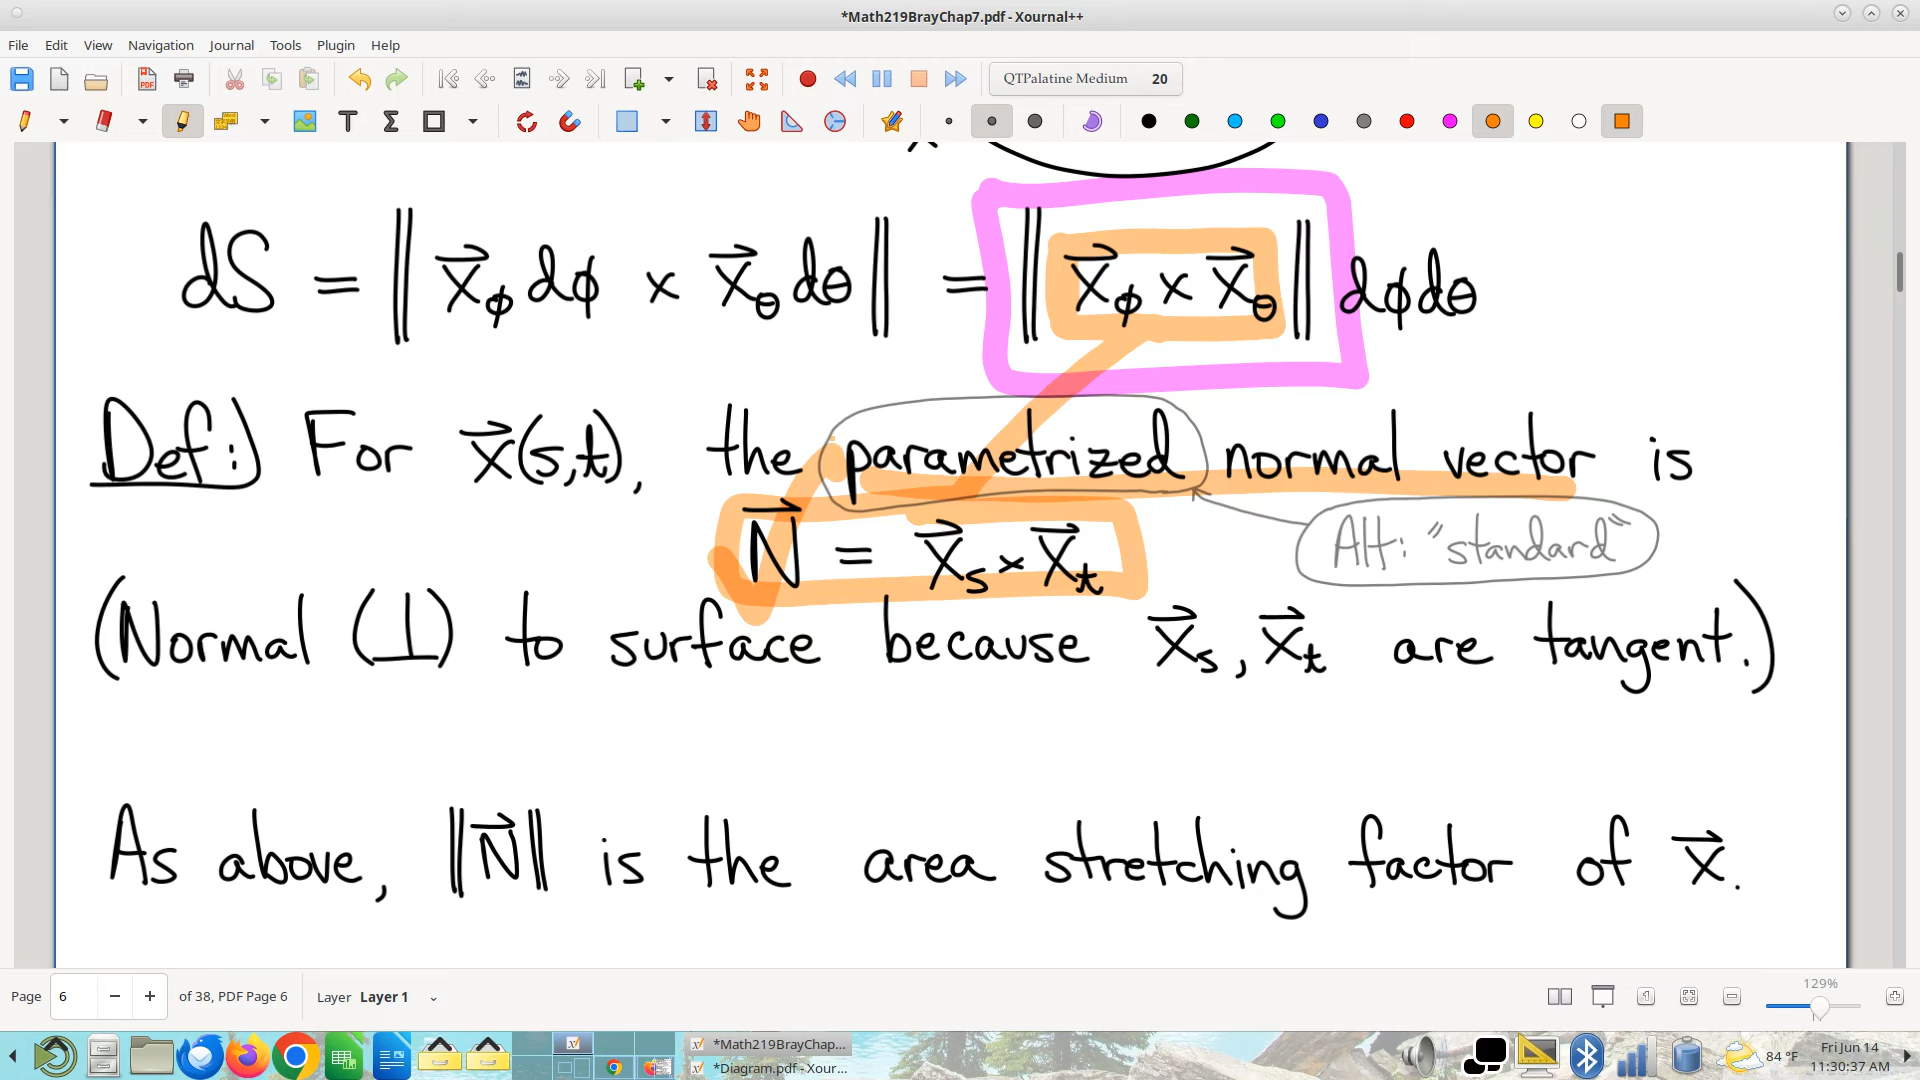 *Math219BrayChap7.pdf - Xournal++
File Edit View Navigation Journal Tools Plugin Help
QTPalatine Medium 20
dS = ‖ x⃗_φ dφ × x⃗_θ dθ ‖ = ‖ x⃗_φ × x⃗_θ ‖ dφdθ
Def:) For x⃗(s,t), the parametrized normal vector is
N⃗ = x⃗_s × x⃗_t
Alt: "standard"
(Normal (⊥) to surface because x⃗_s, x⃗_t are tangent.)
As above, ‖N⃗‖ is the area stretching factor of x⃗.
Page 6 of 38, PDF Page 6 Layer Layer 1
129%
*Math219BrayChap...
*Diagram.pdf - Xour...
84 °F
Fri Jun 14
11:30:37 AM